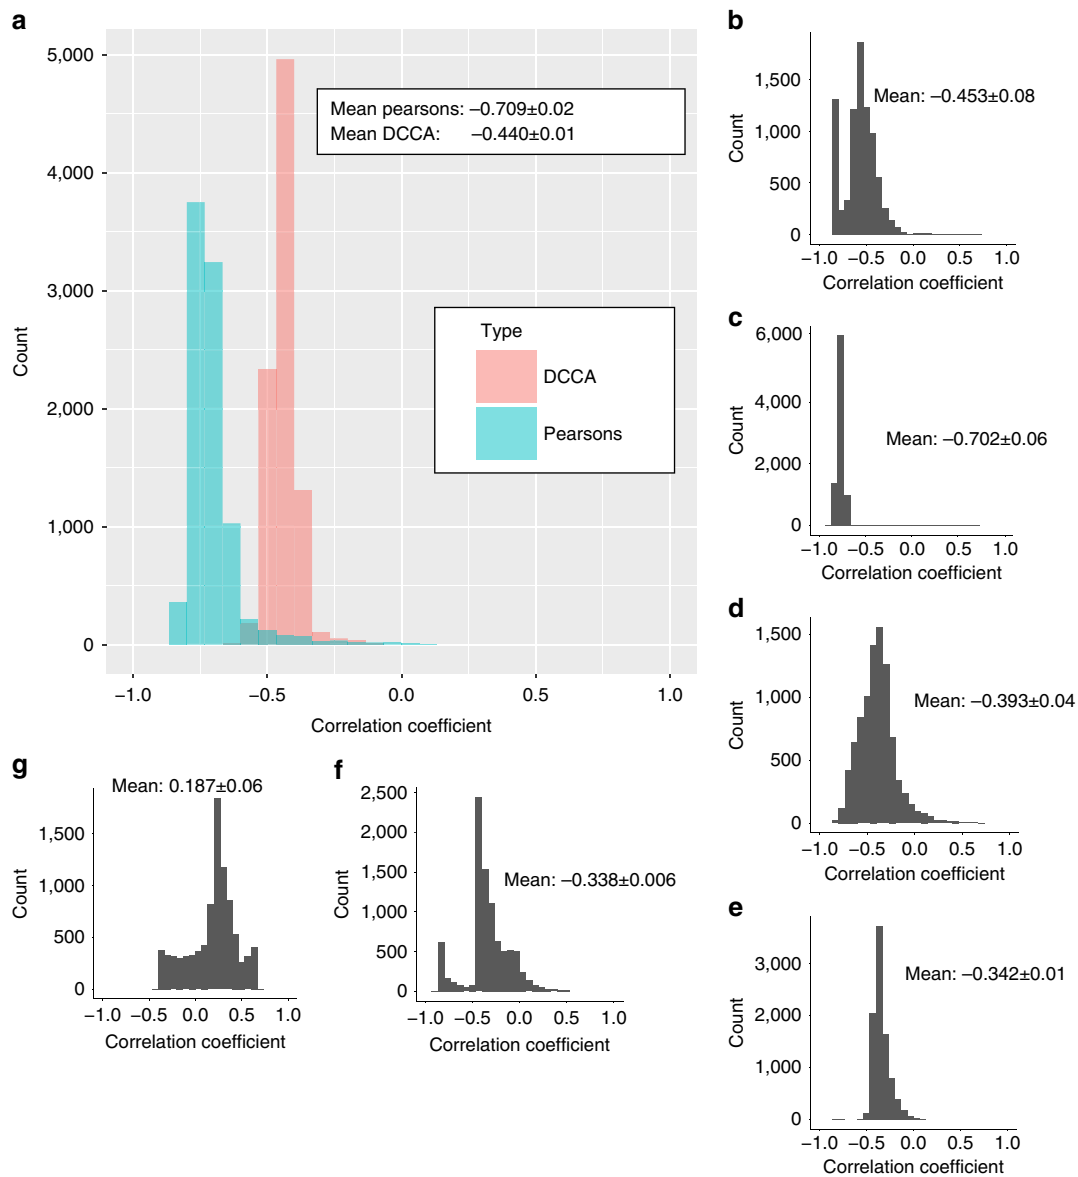 a
5,000
4,000
3,000
2,000
1,000
0
Count
−1.0 −0.5 0.0 0.5 1.0
Correlation coefficient
Mean pearsons: −0.709±0.02
Mean DCCA: −0.440±0.01
Type
DCCA
Pearsons
b
1,500
1,000
500
0
Count
Mean: −0.453±0.08
−1.0 −0.5 0.0 0.5 1.0
Correlation coefficient
c
6,000
4,000
2,000
0
Count
Mean: −0.702±0.06
−1.0 −0.5 0.0 0.5 1.0
Correlation coefficient
d
1,500
1,000
500
0
Count
Mean: −0.393±0.04
−1.0 −0.5 0.0 0.5 1.0
Correlation coefficient
e
3,000
2,000
1,000
0
Count
Mean: −0.342±0.01
−1.0 −0.5 0.0 0.5 1.0
Correlation coefficient
f
2,500
2,000
1,500
1,000
500
0
Count
Mean: −0.338±0.006
−1.0 −0.5 0.0 0.5 1.0
Correlation coefficient
g
Mean: 0.187±0.06
1,500
1,000
500
0
Count
−1.0 −0.5 0.0 0.5 1.0
Correlation coefficient